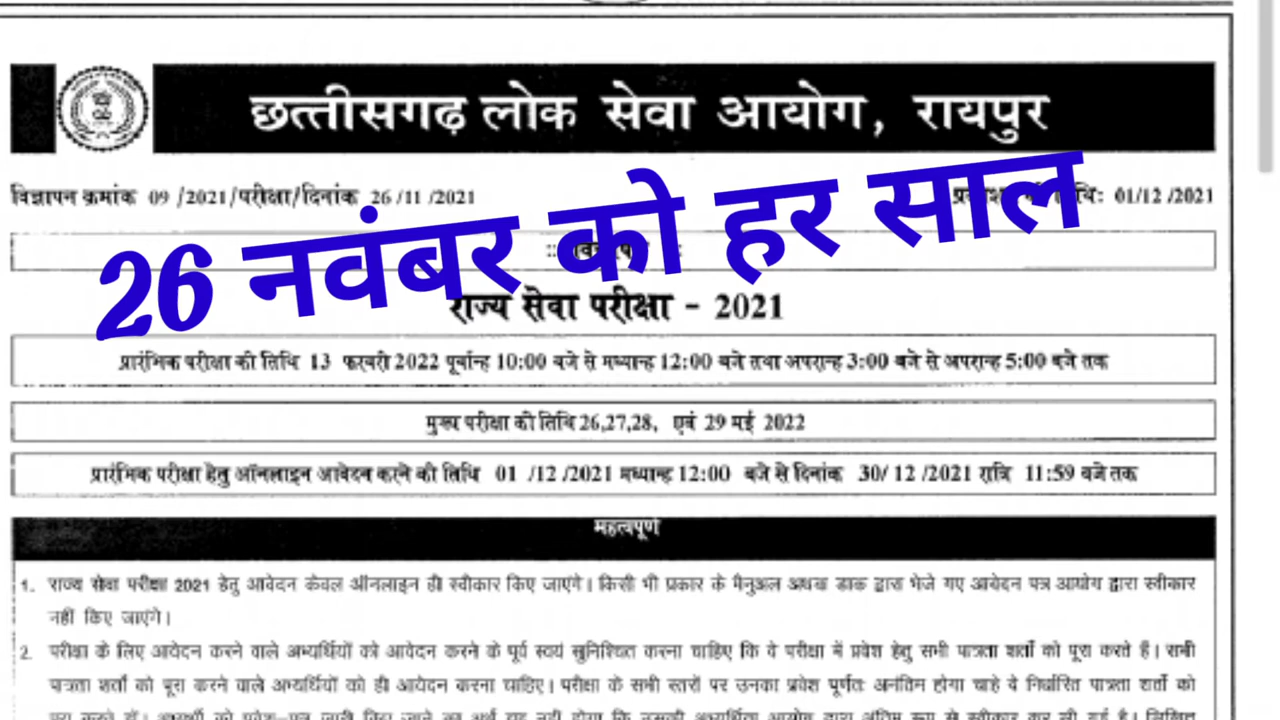 छत्तीसगढ़ लोक सेवा आयोग, रायपुर
विज्ञापन क्रमांक 09 /2021/परीक्षा/दिनांक 26 /11 /2021
01/12 /2021
26 नवंबर को हर साल
राज्य सेवा परीक्षा - 2021
प्रारंभिक परीक्षा की तिथि 13 फरवरी 2022 पूर्वान्ह 10:00 बजे से मध्यान्ह 12:00 बजे तथा अपरान्ह 3:00 बजे से अपरान्ह 5:00 बजे तक
मुख्य परीक्षा की तिथि 26,27,28, एवं 29 मई 2022
प्रारंभिक परीक्षा हेतु ऑनलाइन आवेदन करने की तिथि 01 /12 /2021 मध्यान्ह 12:00 बजे से दिनांक 30/ 12 /2021 रात्रि 11:59 बजे तक
महत्वपूर्ण
1. राज्य सेवा परीक्षा 2021 हेतु आवेदन केवल ऑनलाइन ही स्वीकार किए जाएंगे। किसी भी प्रकार के मैनुअल अथवा डाक द्वारा भेजे गए आवेदन पत्र आयोग द्वारा स्वीकार
नहीं किए जाएंगे।
2. परीक्षा के लिए आवेदन करने वाले अभ्यर्थियों को आवेदन करने के पूर्व स्वयं सुनिश्चित करना चाहिए कि वे परीक्षा में प्रवेश हेतु सभी पात्रता शर्तों को पूरा करते हैं। सभी
पात्रता शर्तों को पूरा करने वाले अभ्यर्थियों को ही आवेदन करना चाहिए। परीक्षा के सभी स्तरों पर उनका प्रवेश पूर्णतः अनंतिम होगा चाहे वे निर्धारित पात्रता शर्तों को